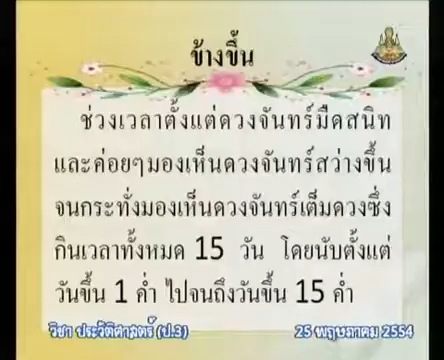 ข้างขึ้น
ช่วงเวลาตั้งแต่ดวงจันทร์มืดสนิท
และค่อยๆมองเห็นดวงจันทร์สว่างขึ้น
จนกระทั่งมองเห็นดวงจันทร์เต็มดวงซึ่ง
กินเวลาทั้งหมด 15 วัน โดยนับตั้งแต่
วันขึ้น 1 ค่ำ ไปจนถึงวันขึ้น 15 ค่ำ
วิชา ประวัติศาสตร์ (ป.3) 25 พฤษภาคม 2554